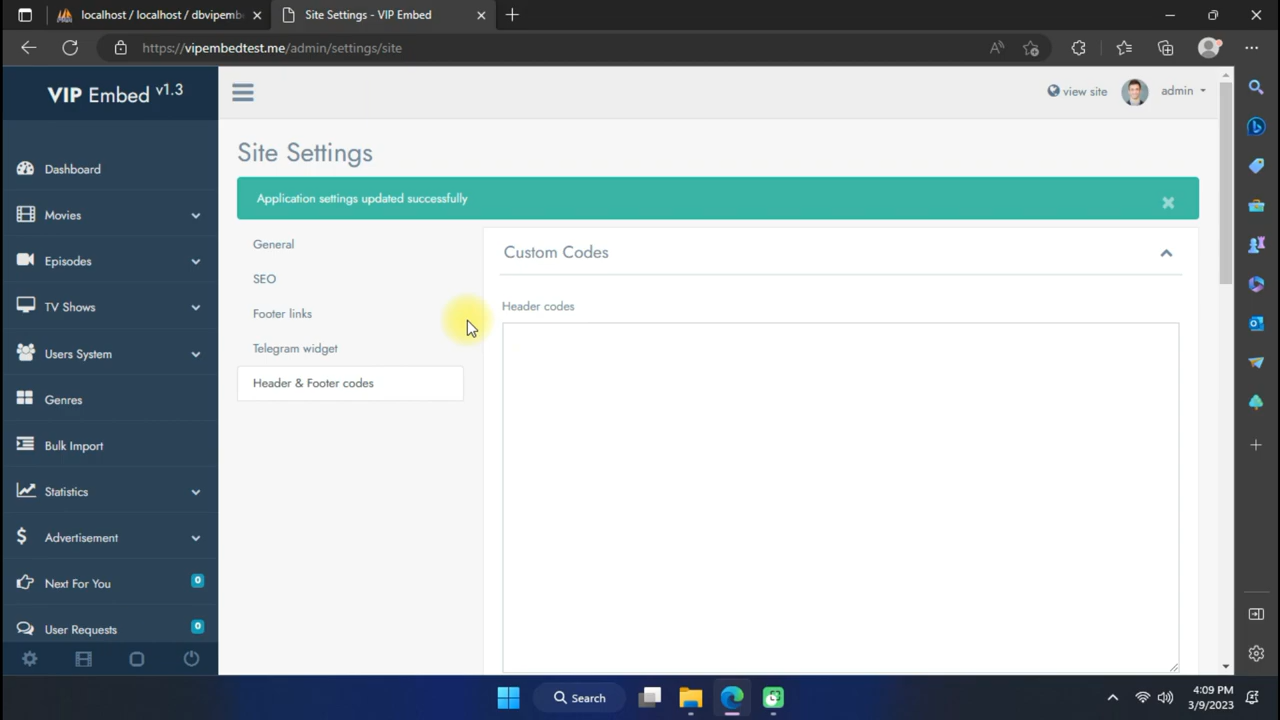 localhost / localhost / dbvipemb
Site Settings - VIP Embed
https://vipembedtest.me/admin/settings/site
VIP Embed v1.3
view site
admin
Site Settings
Application settings updated successfully
Dashboard
Movies
Episodes
TV Shows
Users System
Genres
Bulk Import
Statistics
Advertisement
Next For You 0
User Requests 0
General
SEO
Footer links
Telegram widget
Header & Footer codes
Custom Codes
Header codes
Search
4:09 PM
3/9/2023